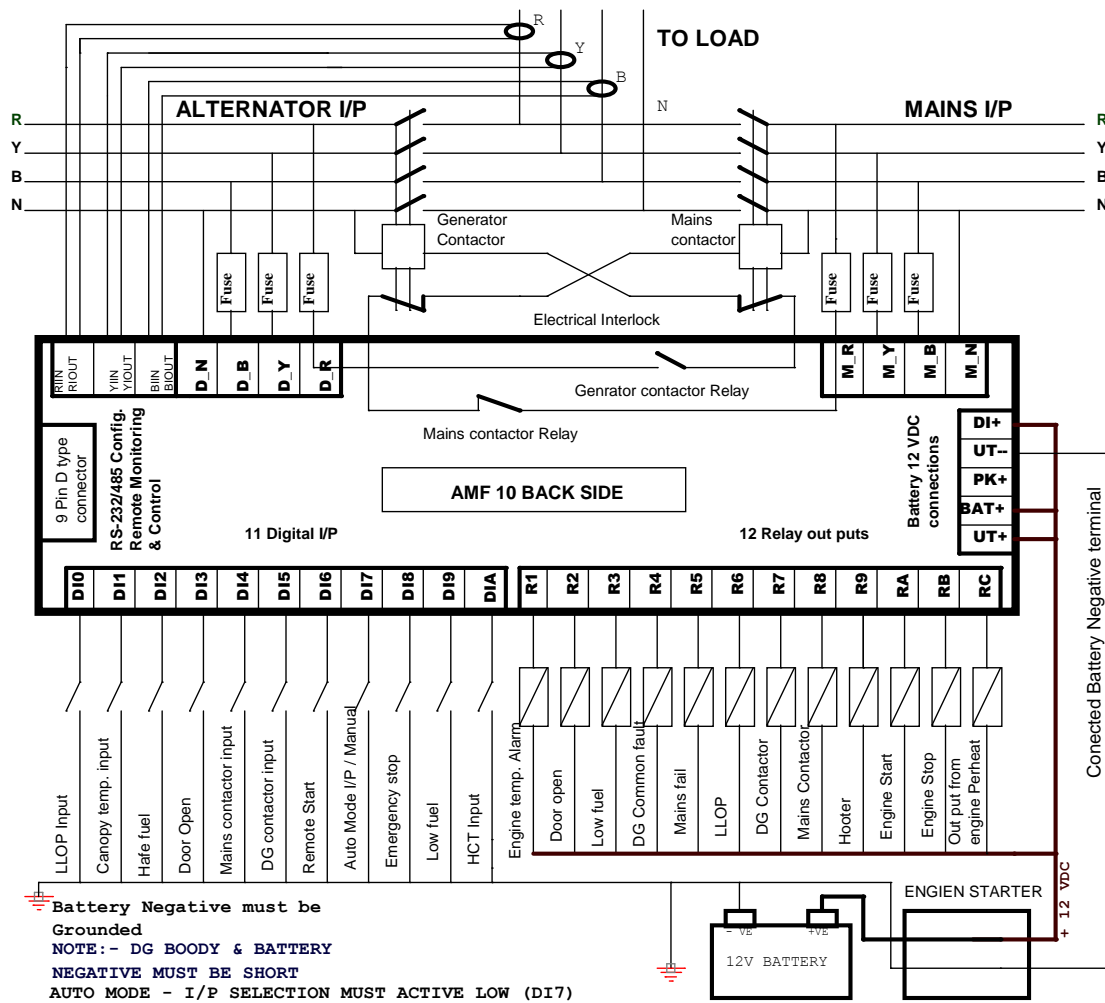 R
TO LOAD
Y
B
N
ALTERNATOR I/P
MAINS I/P
R
R
Y
Y
B
B
N
N
Generator
Contactor
Mains
contactor
Fuse
Fuse
Fuse
Fuse
Fuse
Fuse
Electrical Interlock
RIIN
RIOUT
YIIN
YIOUT
BIIN
BIOUT
D_N
D_B
D_Y
D_R
M_R
M_Y
M_B
M_N
Genrator contactor Relay
Mains contactor Relay
9 Pin D type
connector
RS-232/485 Config.
Remote Monitoring
& Control
AMF 10 BACK SIDE
Battery 12 VDC
connections
DI+
UT--
PK+
BAT+
UT+
11 Digital I/P
12 Relay out puts
DI0
DI1
DI2
DI3
DI4
DI5
DI6
DI7
DI8
DI9
DIA
R1
R2
R3
R4
R5
R6
R7
R8
R9
RA
RB
RC
Conected Battery Negative terminal
LLOP Input
Canopy temp. input
Hafe fuel
Door Open
Mains contactor input
DG contactor input
Remote Start
Auto Mode I/P / Manual
Emergency stop
Low fuel
HCT Input
Engine temp. Alarm
Door open
Low fuel
DG Common fault
Mains fail
LLOP
DG Contactor
Mains Contactor
Hooter
Engine Start
Engine Stop
Out put from
engine Perheat
+ 12 VDC
ENGIEN STARTER
- VE
+VE
12V BATTERY
Battery Negative must be
Grounded
NOTE:- DG BOODY & BATTERY
NEGATIVE MUST BE SHORT
AUTO MODE - I/P SELECTION MUST ACTIVE LOW (DI7)